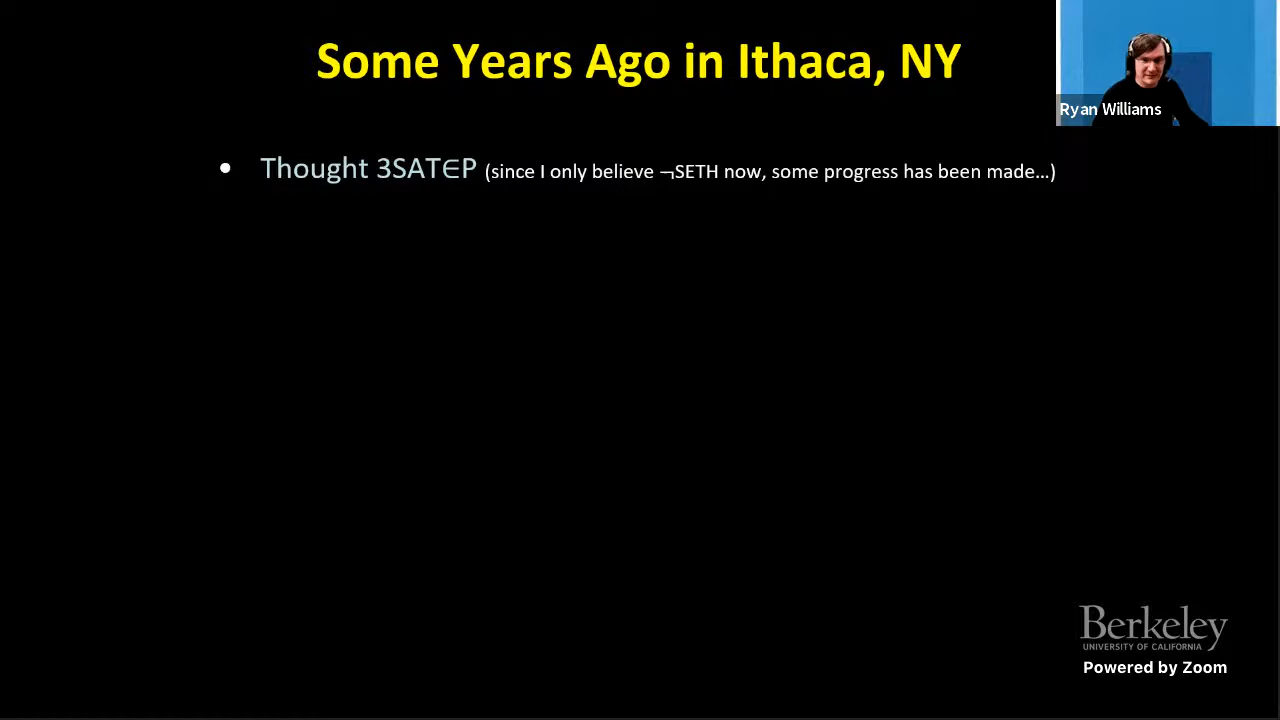 Some Years Ago in Ithaca, NY
Ryan Williams
• Thought 3SAT∈P (since I only believe ¬SETH now, some progress has been made…)
Berkeley
UNIVERSITY OF CALIFORNIA
Powered by Zoom